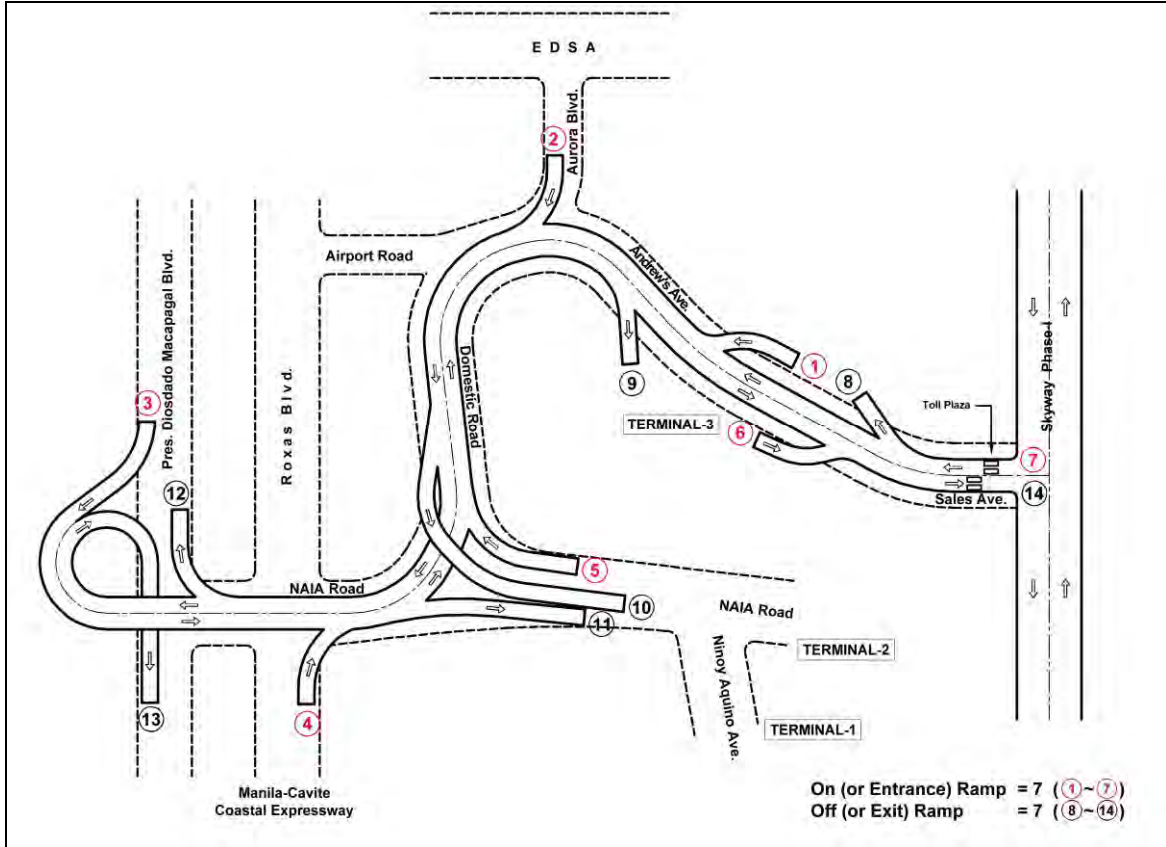 E D S A
Aurora Blvd.
2
Airport Road
Andrew's Ave.
Pres. Diosdado Macapagal Blvd.
Roxas Blvd.
Domestic Road
Skyway Phase-I
1
8
9
3
Toll Plaza
TERMINAL-3
6
7
14
Sales Ave.
12
5
NAIA Road
10
11
NAIA Road
TERMINAL-2
Ninoy Aquino Ave.
13
4
TERMINAL-1
Manila-Cavite
Coastal Expressway
On (or Entrance) Ramp = 7 (1~7)
Off (or Exit) Ramp = 7 (8~14)